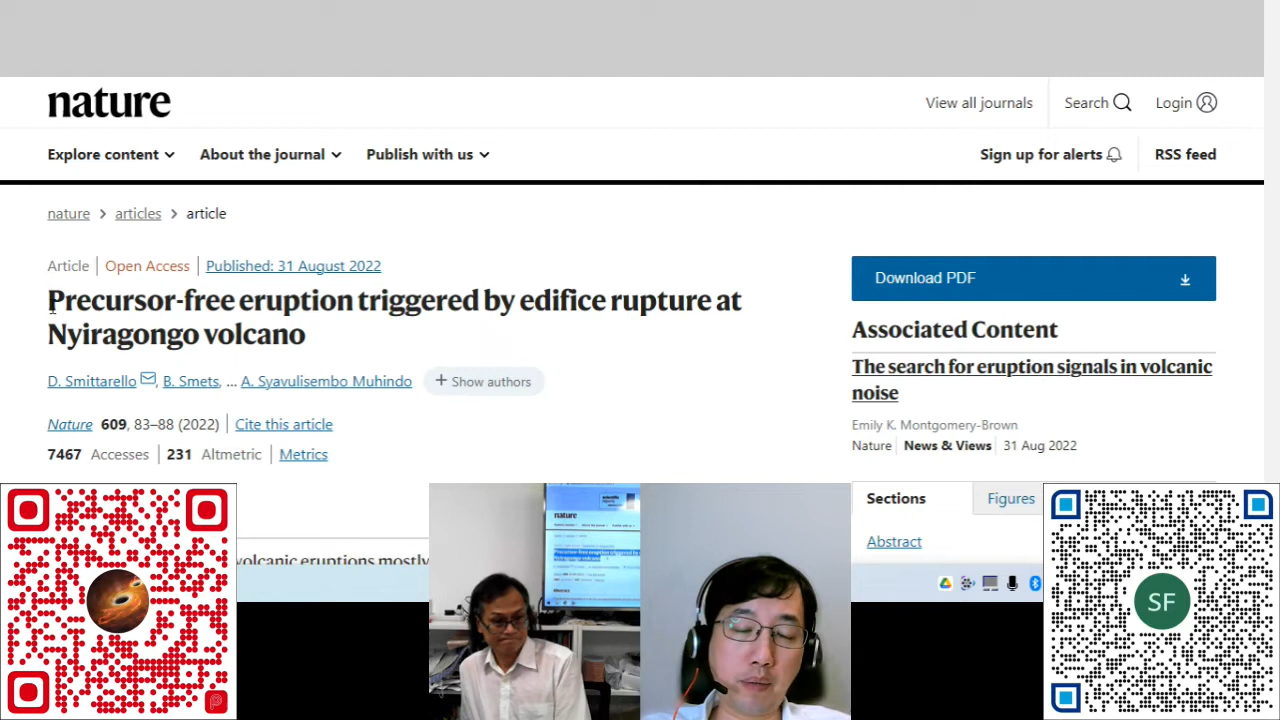 nature
View all journals
Search
Login
Explore content
About the journal
Publish with us
Sign up for alerts
RSS feed
nature > articles > article
Article | Open Access | Published: 31 August 2022
Precursor-free eruption triggered by edifice rupture at
Nyiragongo volcano
D. Smittarello, B. Smets, ... A. Syavulisembo Muhindo
+ Show authors
Nature 609, 83–88 (2022) | Cite this article
7467 Accesses | 231 Altmetric | Metrics
Download PDF
Associated Content
The search for eruption signals in volcanic
noise
Emily K. Montgomery-Brown
Nature | News & Views | 31 Aug 2022
Sections
Figures
Abstract
volcanic eruptions mostly
nature
SF